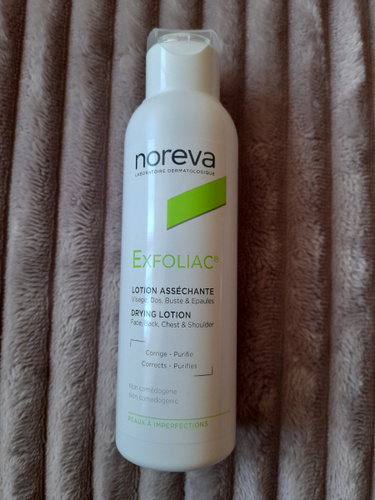 noreva
LABORATOIRE DERMATOLOGIQUE
EXFOLIAC®
LOTION ASSÉCHANTE
Visage, Dos, Buste & Epaules
DRYING LOTION
Face, Back, Chest & Shoulder
Corrige - Purifie
Corrects - Purifies
Non comédogène
Non comedogenic
PEAUX À IMPERFECTIONS